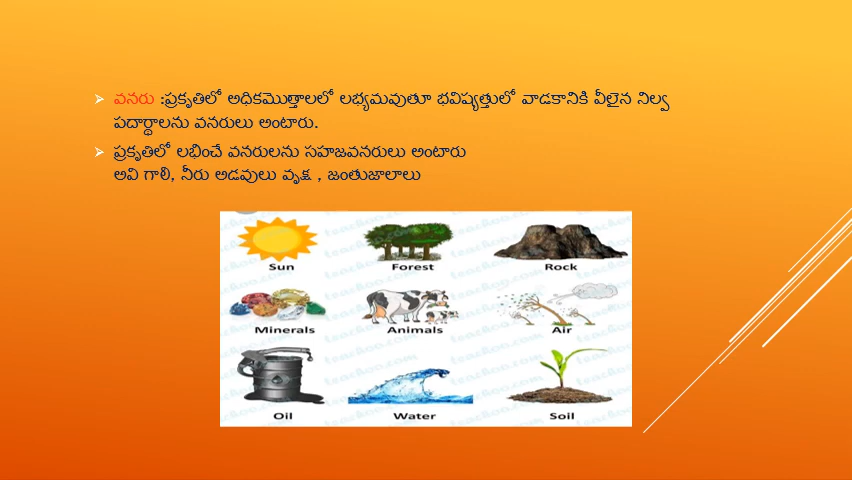 వనరు :ప్రకృతిలో అధికమొత్తాలలో లభ్యమవుతూ భవిష్యత్తులో వాడకానికి వీలైన నిల్వ
పదార్థాలను వనరులు అంటారు.
ప్రకృతిలో లభించే వనరులను సహజవనరులు అంటారు
అవి గాలి, నీరు అడవులు వృక్ష , జంతుజాలాలు
Sun Forest Rock
Minerals Animals Air
Oil Water Soil